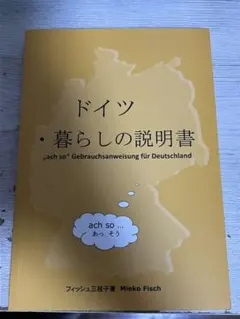 ドイツ
・暮らしの説明書
„ach so“ Gebrauchsanweisung für Deutschland
ach so ...
あっ、そう
フィッシュ三枝子著 Mieko Fisch